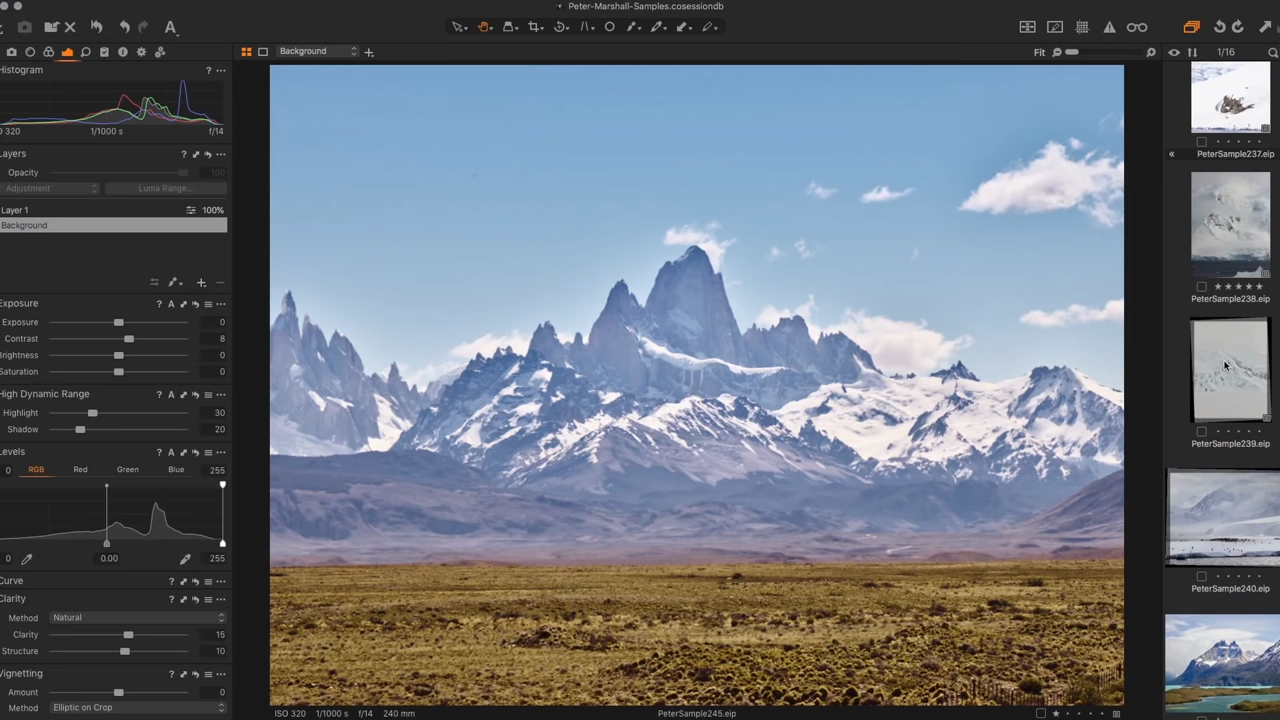 Peter-Marshall-Samples.cosessiondb
A
Background
Fit
1/16
Histogram ?
320 1/1000 s f/14
Layers ?
Opacity 100
Adjustment Luma Range...
Layer 1 100%
Background
Exposure ? A
Exposure 0
Contrast 8
Brightness 0
Saturation 0
High Dynamic Range ? A
Highlight 30
Shadow 20
Levels ? A
0 RGB Red Green Blue 255
0 0.00 255
Curve ?
Clarity ?
Method Natural
Clarity 15
Structure 10
Vignetting ?
Amount 0
Method Elliptic on Crop
ISO 320 1/1000 s f/14 240 mm PeterSample245.eip
PeterSample237.eip
PeterSample238.eip
PeterSample239.eip
PeterSample240.eip